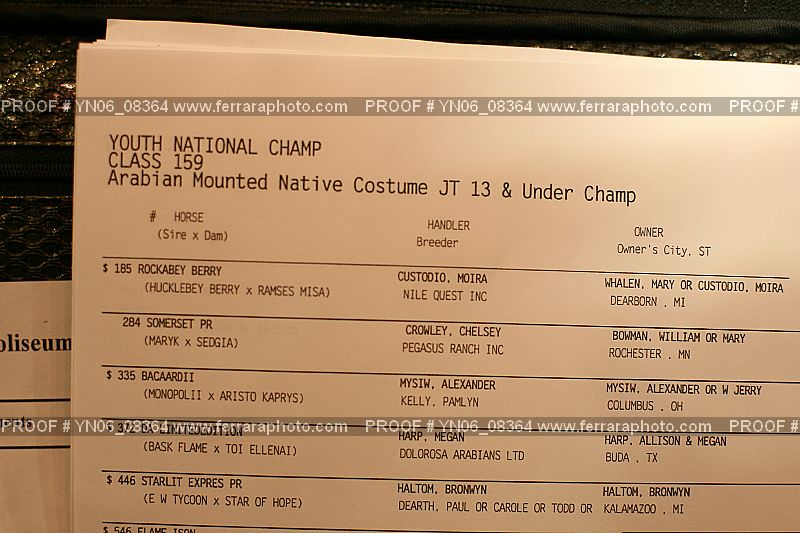 PROOF # YN06_08364 www.ferraraphoto.com PROOF # YN06_08364 www.ferraraphoto.com PROOF # YN
YOUTH NATIONAL CHAMP
CLASS 159
Arabian Mounted Native Costume JT 13 & Under Champ
# HORSE HANDLER OWNER
(Sire x Dam) Breeder Owner's City, ST
$ 185 ROCKABEY BERRY CUSTODIO, MOIRA WHALEN, MARY OR CUSTODIO, MOIRA
(HUCKLEBEY BERRY x RAMSES MISA) NILE QUEST INC DEARBORN , MI
284 SOMERSET PR CROWLEY, CHELSEY BOWMAN, WILLIAM OR MARY
(MARYK x SEDGIA) PEGASUS RANCH INC ROCHESTER , MN
oliseum
$ 335 BACAARDII MYSIW, ALEXANDER MYSIW, ALEXANDER OR W JERRY
(MONOPOLII x ARISTO KAPRYS) KELLY, PAMLYN COLUMBUS , OH
PROOF # YN06_08364 www.ferraraphoto.com PROOF # YN06_08364 www.ferraraphoto.com PROOF # YN
HARP, MEGAN HARP, ALLISON & MEGAN
(BASK FLAME x TOI ELLENAI) DOLOROSA ARABIANS LTD BUDA , TX
$ 446 STARLIT EXPRES PR HALTOM, BRONWYN HALTOM, BRONWYN
(E W TYCOON x STAR OF HOPE) DEARTH, PAUL OR CAROLE OR TODD OR KALAMAZOO , MI
$ 546 FLAME